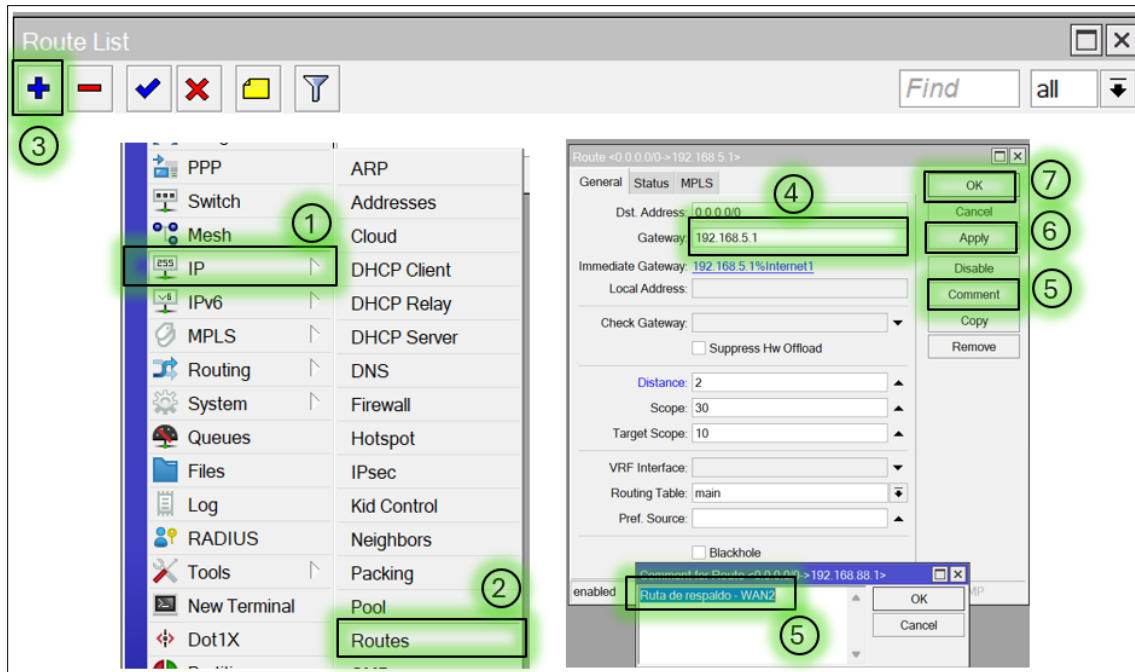 Route List
Find
all
3
PPP
Switch
Mesh
1
255
IP
v6
IPv6
MPLS
Routing
System
Queues
Files
Log
RADIUS
Tools
New Terminal
Dot1X
ARP
Addresses
Cloud
DHCP Client
DHCP Relay
DHCP Server
DNS
Firewall
Hotspot
IPsec
Kid Control
Neighbors
Packing
2
Pool
Routes
Route <0.0.0.0/0->192.168.5.1>
General Status MPLS
4
Dst. Address: 0.0.0.0/0
Gateway: 192.168.5.1
Immediate Gateway: 192.168.5.1%Internet1
Local Address:
Check Gateway:
Suppress Hw Offload
Distance: 2
Scope: 30
Target Scope: 10
VRF Interface:
Routing Table: main
Pref. Source:
Blackhole
enabled
OK
7
Cancel
Apply
6
Disable
Comment
5
Copy
Remove
Comment for Route <0.0.0.0/0->192.168.88.1>
Ruta de respaldo - WAN2
5
OK
Cancel